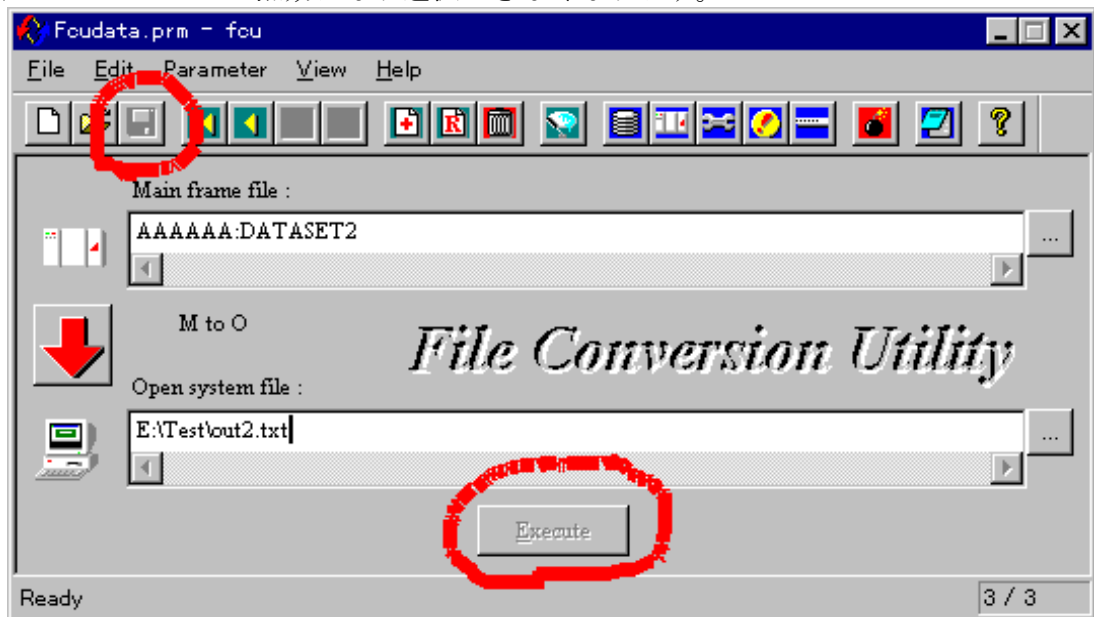 Fcudata.prm - fcu
File Edit Parameter View Help
Main frame file :
AAAAAA:DATASET2
...
M to O
File Conversion Utility
Open system file :
E:\Test\out2.txt
...
Execute
Ready
3 / 3